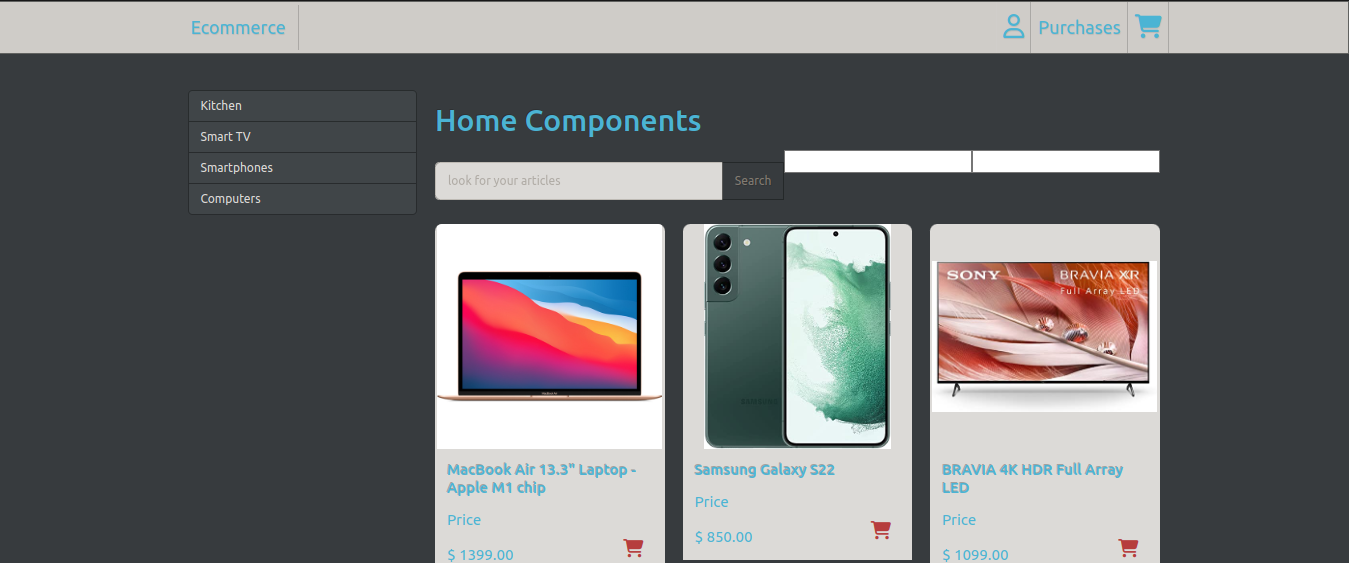 Ecommerce
Purchases
Kitchen
Smart TV
Smartphones
Computers
Home Components
look for your articles
Search
SONY
BRAVIA XR
Full Array LED
SAMSUNG
MacBook Air 13.3" Laptop -
Apple M1 chip
Price
$ 1399.00
Samsung Galaxy S22
Price
$ 850.00
BRAVIA 4K HDR Full Array
LED
Price
$ 1099.00